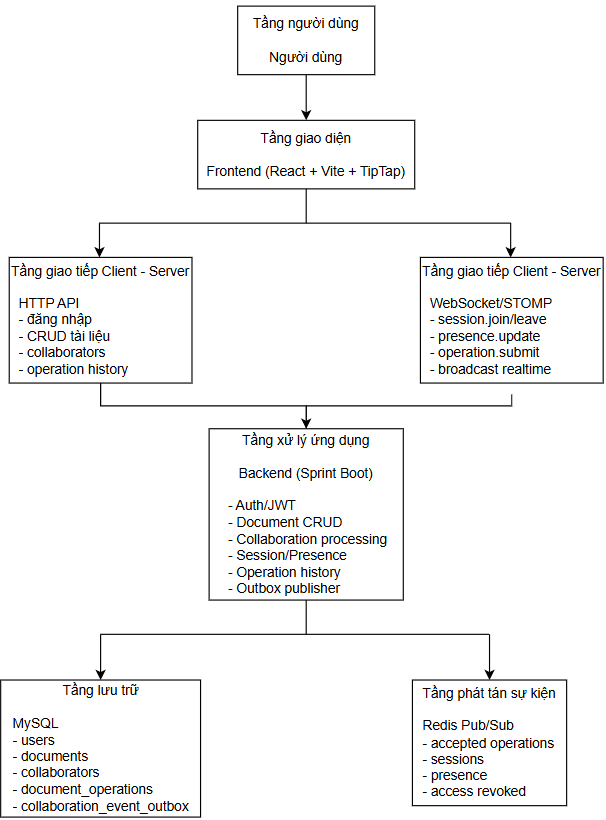 Tầng người dùng
Người dùng
Tầng giao diện
Frontend (React + Vite + TipTap)
Tầng giao tiếp Client - Server
HTTP API
- đăng nhập
- CRUD tài liệu
- collaborators
- operation history
Tầng giao tiếp Client - Server
WebSocket/STOMP
- session.join/leave
- presence.update
- operation.submit
- broadcast realtime
Tầng xử lý ứng dụng
Backend (Sprint Boot)
- Auth/JWT
- Document CRUD
- Collaboration processing
- Session/Presence
- Operation history
- Outbox publisher
Tầng lưu trữ
MySQL
- users
- documents
- collaborators
- document_operations
- collaboration_event_outbox
Tầng phát tán sự kiện
Redis Pub/Sub
- accepted operations
- sessions
- presence
- access revoked